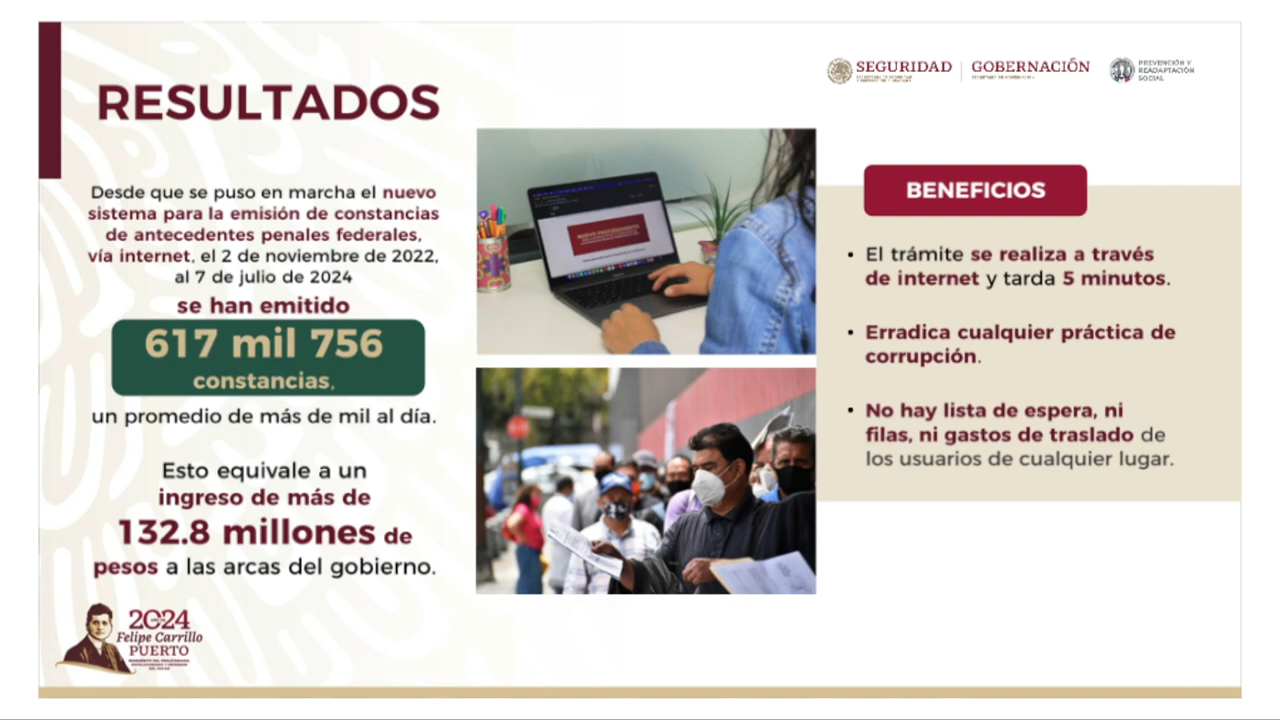 RESULTADOS
Desde que se puso en marcha el nuevo
sistema para la emisión de constancias
de antecedentes penales federales,
vía internet, el 2 de noviembre de 2022,
al 7 de julio de 2024
se han emitido
617 mil 756
constancias,
un promedio de más de mil al día.
Esto equivale a un
ingreso de más de
132.8 millones de
pesos a las arcas del gobierno.
2024
Felipe Carrillo
PUERTO
SEGURIDAD
GOBERNACIÓN
PREVENCIÓN Y
READAPTACIÓN
SOCIAL
BENEFICIOS
• El trámite se realiza a través
de internet y tarda 5 minutos.
• Erradica cualquier práctica de
corrupción.
• No hay lista de espera, ni
filas, ni gastos de traslado de
los usuarios de cualquier lugar.